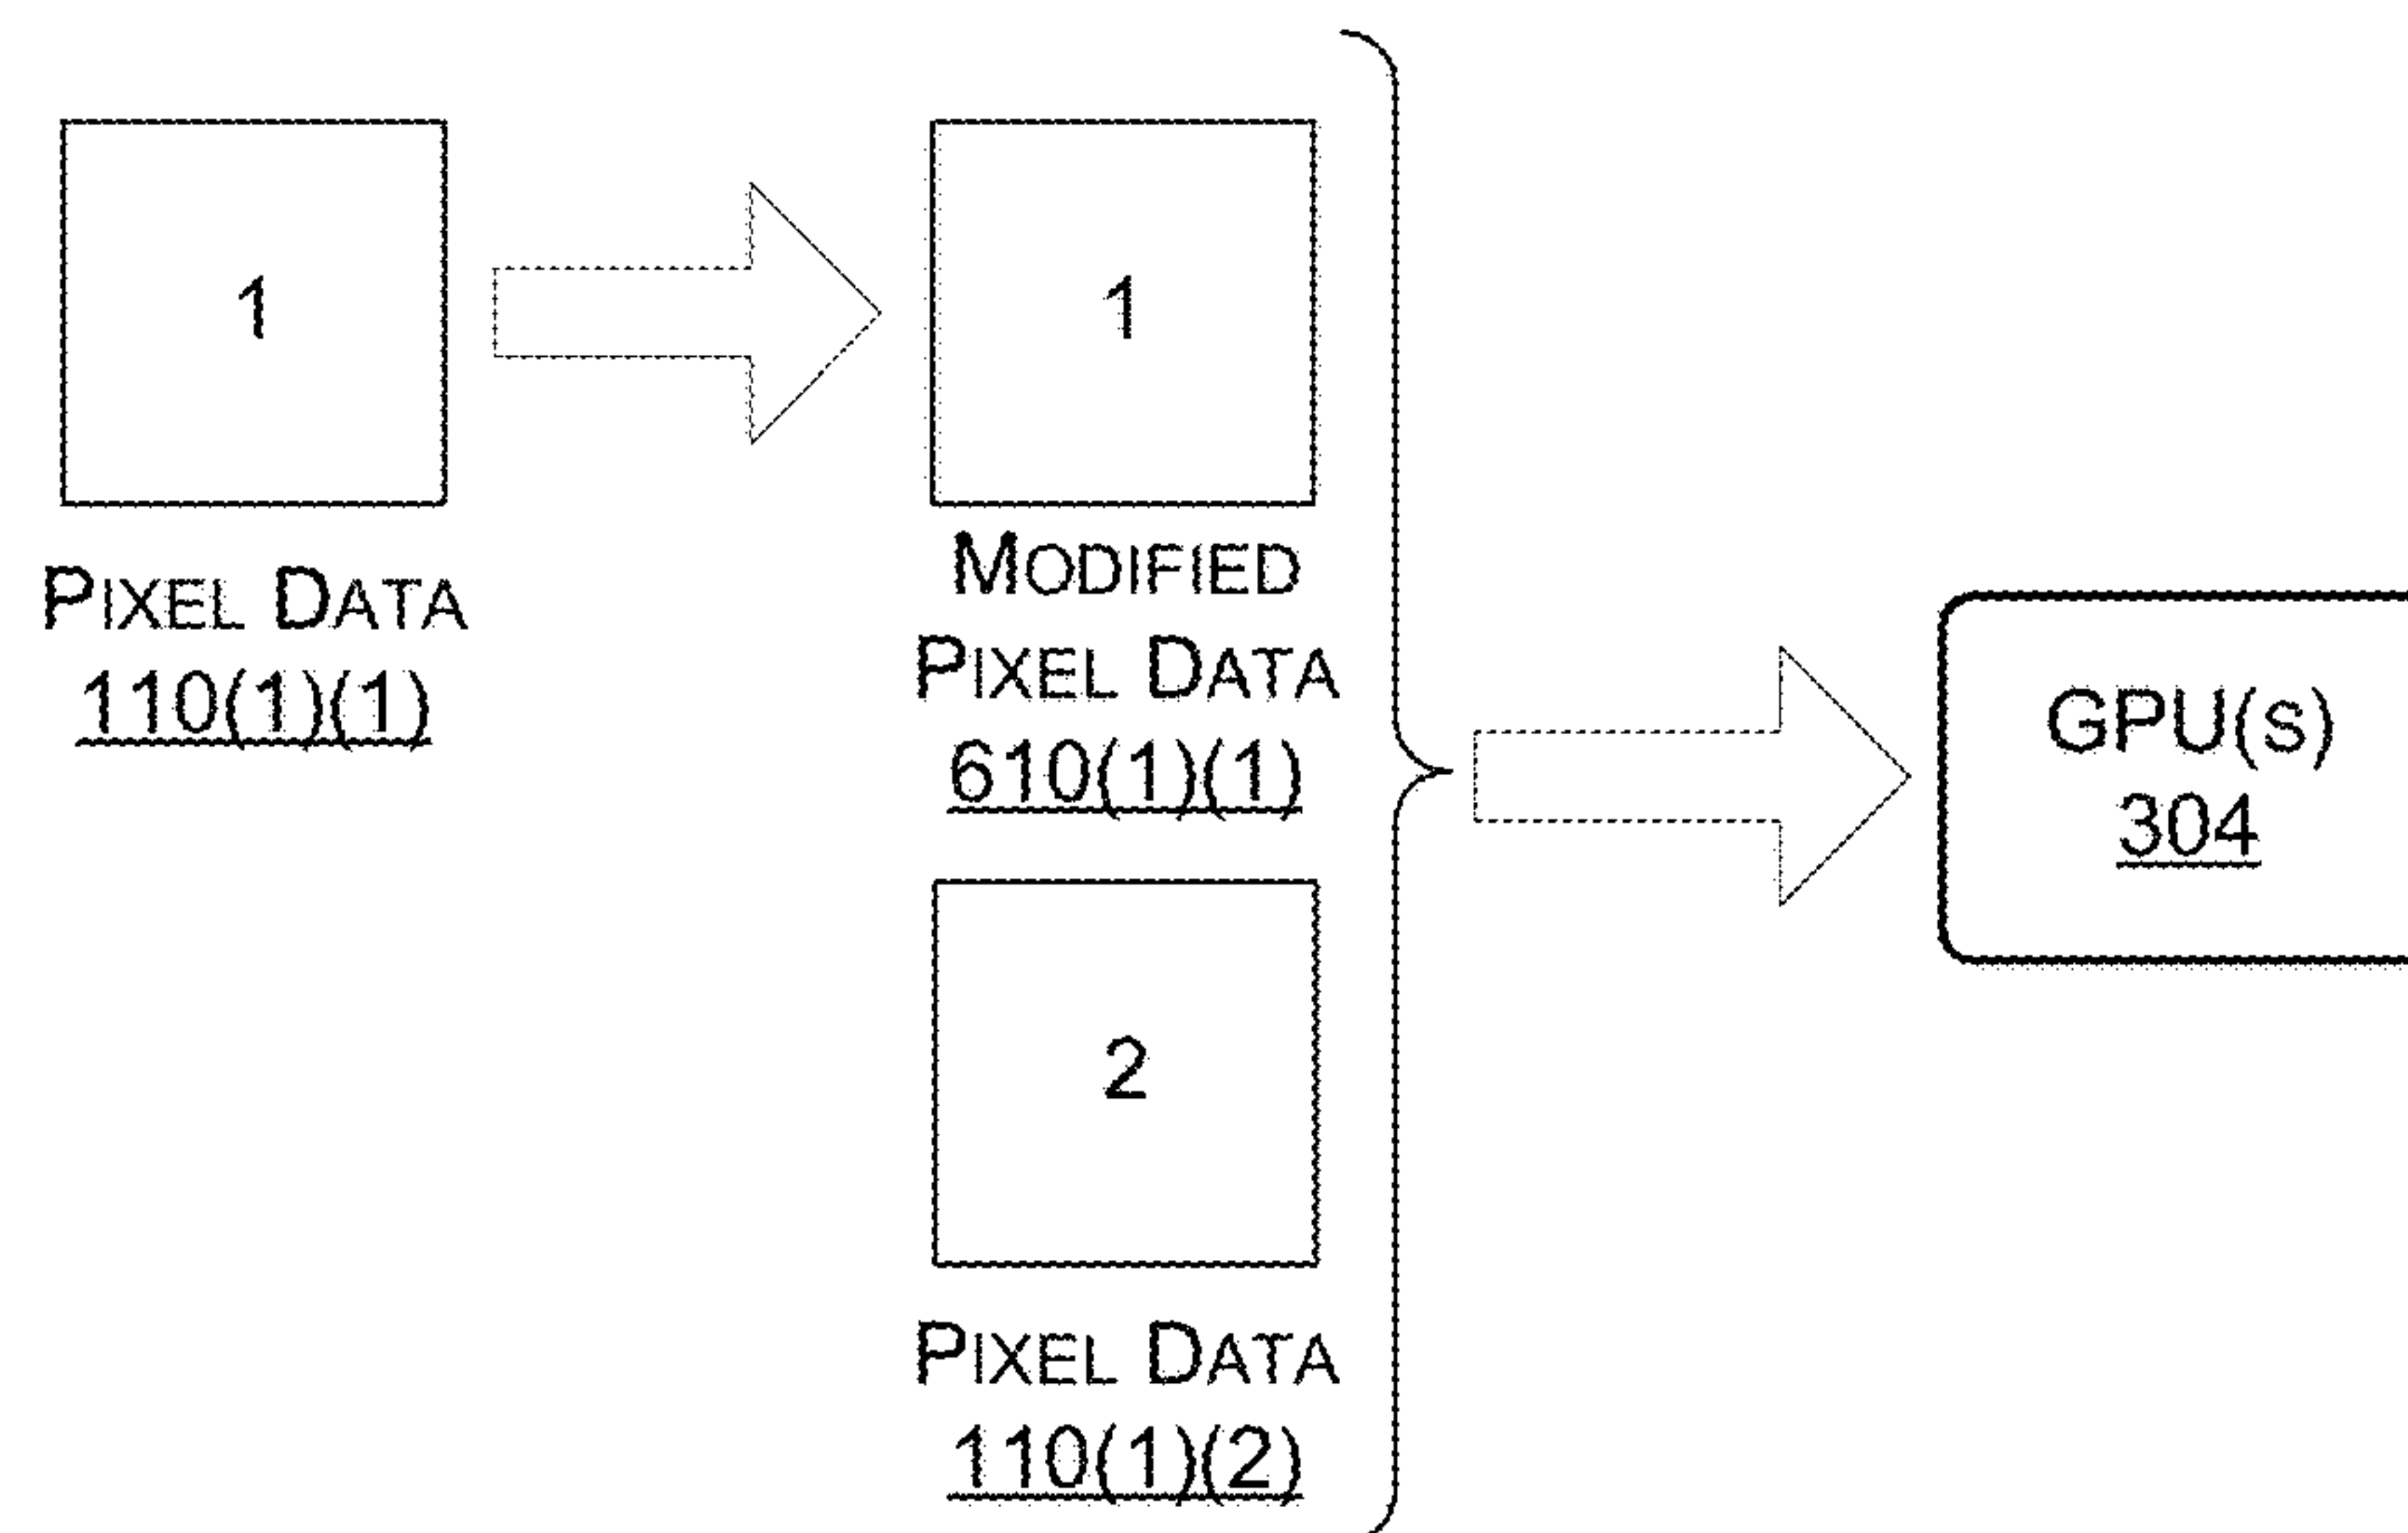 1
PIXEL DATA
110(1)(1)
1
MODIFIED
PIXEL DATA
610(1)(1)
2
PIXEL DATA
110(1)(2)
GPU(S)
304